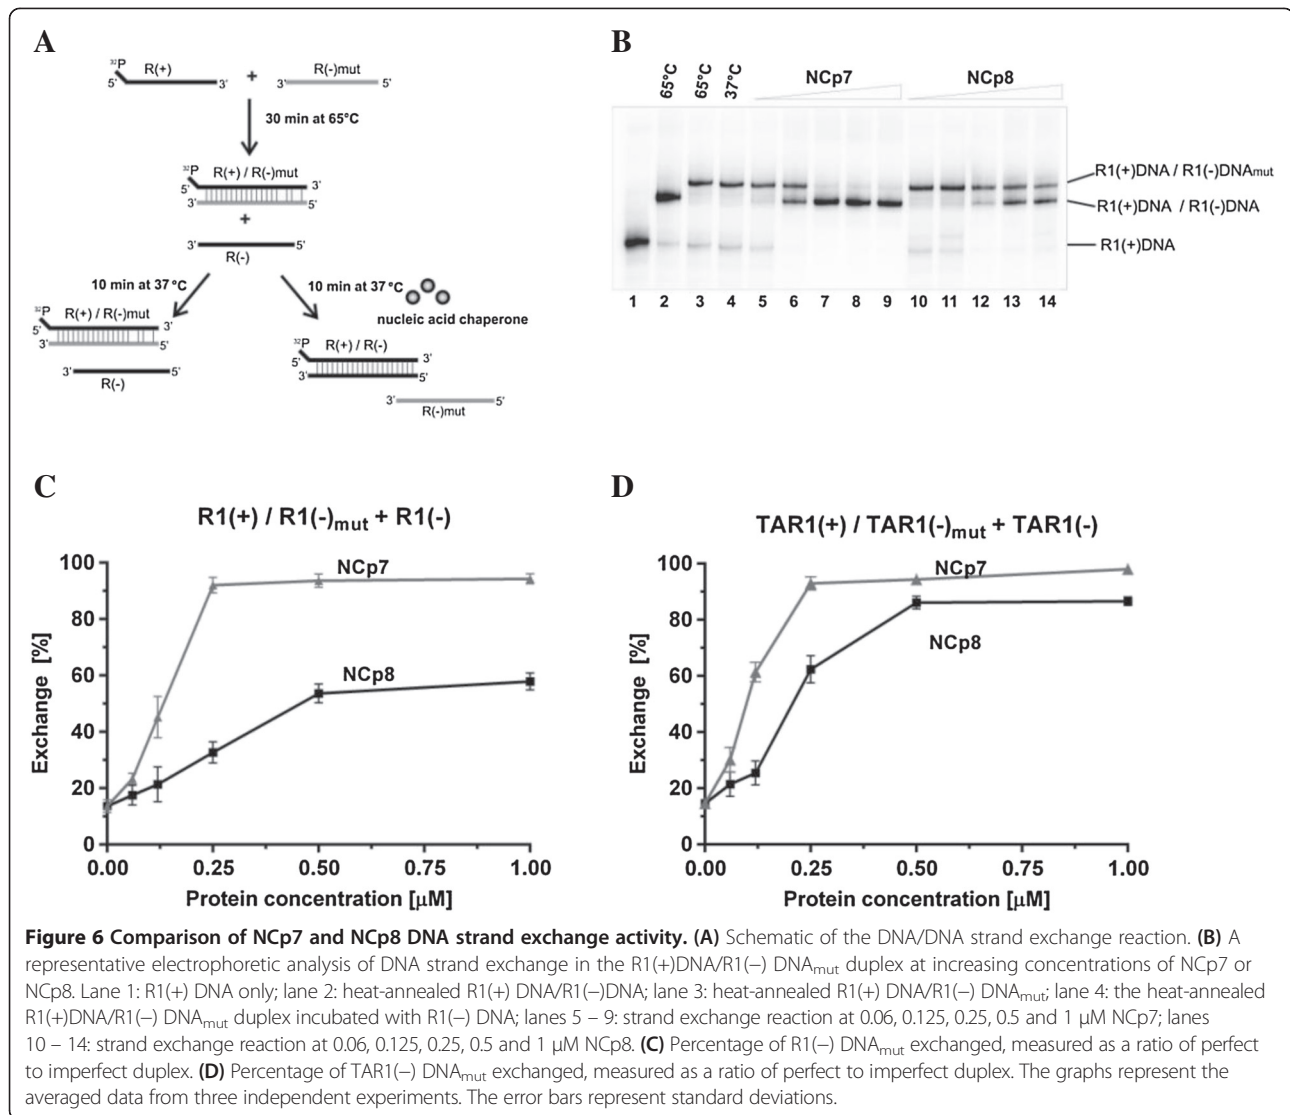 A
32P
R(+)
5'
3'
+
R(-)mut
3'
5'
30 min at 65°C
32P
R(+) / R(-)mut
5'
3'
3'
5'
+
3'
5'
R(-)
10 min at 37°C
10 min at 37°C
nucleic acid chaperone
32P
R(+) / R(-)mut
5'
3'
3'
5'
3'
5'
R(-)
32P
R(+) / R(-)
5'
3'
3'
5'
3'
5'
R(-)mut
B
65°C
65°C
37°C
NCp7
NCp8
R1(+)DNA / R1(-)DNAmut
R1(+)DNA / R1(-)DNA
R1(+)DNA
1 2 3 4 5 6 7 8 9 10 11 12 13 14
C
R1(+) / R1(-)mut + R1(-)
Exchange [%]
100
80
60
40
20
0
NCp7
NCp8
0.00 0.25 0.50 0.75 1.00
Protein concentration [µM]
D
TAR1(+) / TAR1(-)mut + TAR1(-)
Exchange [%]
100
80
60
40
20
0
NCp7
NCp8
0.00 0.25 0.50 0.75 1.00
Protein concentration [µM]
Figure 6 Comparison of NCp7 and NCp8 DNA strand exchange activity. (A) Schematic of the DNA/DNA strand exchange reaction. (B) A
representative electrophoretic analysis of DNA strand exchange in the R1(+)DNA/R1(−) DNAmut duplex at increasing concentrations of NCp7 or
NCp8. Lane 1: R1(+) DNA only; lane 2: heat-annealed R1(+) DNA/R1(−)DNA; lane 3: heat-annealed R1(+) DNA/R1(−) DNAmut; lane 4: the heat-annealed
R1(+)DNA/R1(−) DNAmut duplex incubated with R1(−) DNA; lanes 5 – 9: strand exchange reaction at 0.06, 0.125, 0.25, 0.5 and 1 µM NCp7; lanes
10 – 14: strand exchange reaction at 0.06, 0.125, 0.25, 0.5 and 1 µM NCp8. (C) Percentage of R1(−) DNAmut exchanged, measured as a ratio of perfect
to imperfect duplex. (D) Percentage of TAR1(−) DNAmut exchanged, measured as a ratio of perfect to imperfect duplex. The graphs represent the
averaged data from three independent experiments. The error bars represent standard deviations.